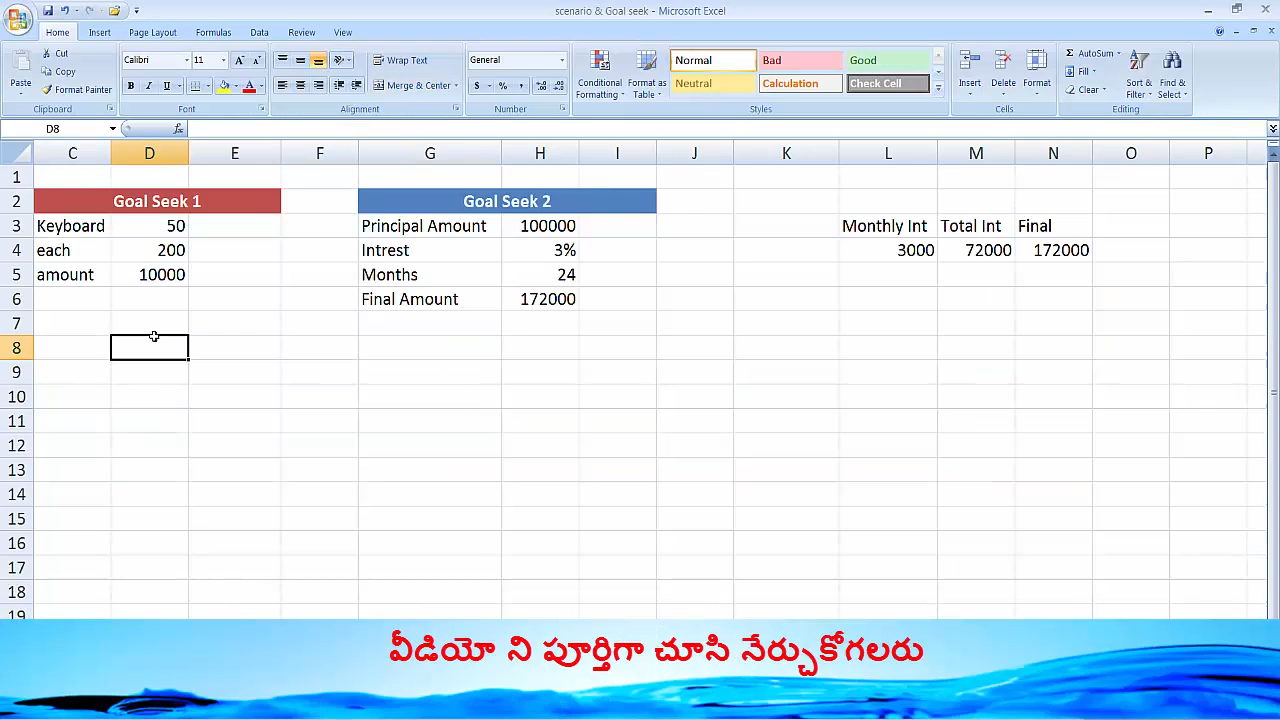 scenario & Goal seek - Microsoft Excel
Home Insert Page Layout Formulas Data Review View
Paste
Cut
Copy
Format Painter
Clipboard
Calibri 11
B I U
Font
Wrap Text
Merge & Center
Alignment
General
$ % ,
Number
Conditional Formatting
Format as Table
Normal Bad Good
Neutral Calculation Check Cell
Styles
Insert Delete Format
Cells
AutoSum
Fill
Clear
Sort & Filter
Find & Select
Editing
D8 fx
C D E F G H I J K L M N O P
1
2 Goal Seek 1 Goal Seek 2
3 Keyboard 50 Principal Amount 100000 Monthly Int Total Int Final
4 each 200 Intrest 3% 3000 72000 172000
5 amount 10000 Months 24
6 Final Amount 172000
7
8
9
10
11
12
13
14
15
16
17
18
19
వీడియో ని పూర్తిగా చూసి నేర్చుకోగలరు